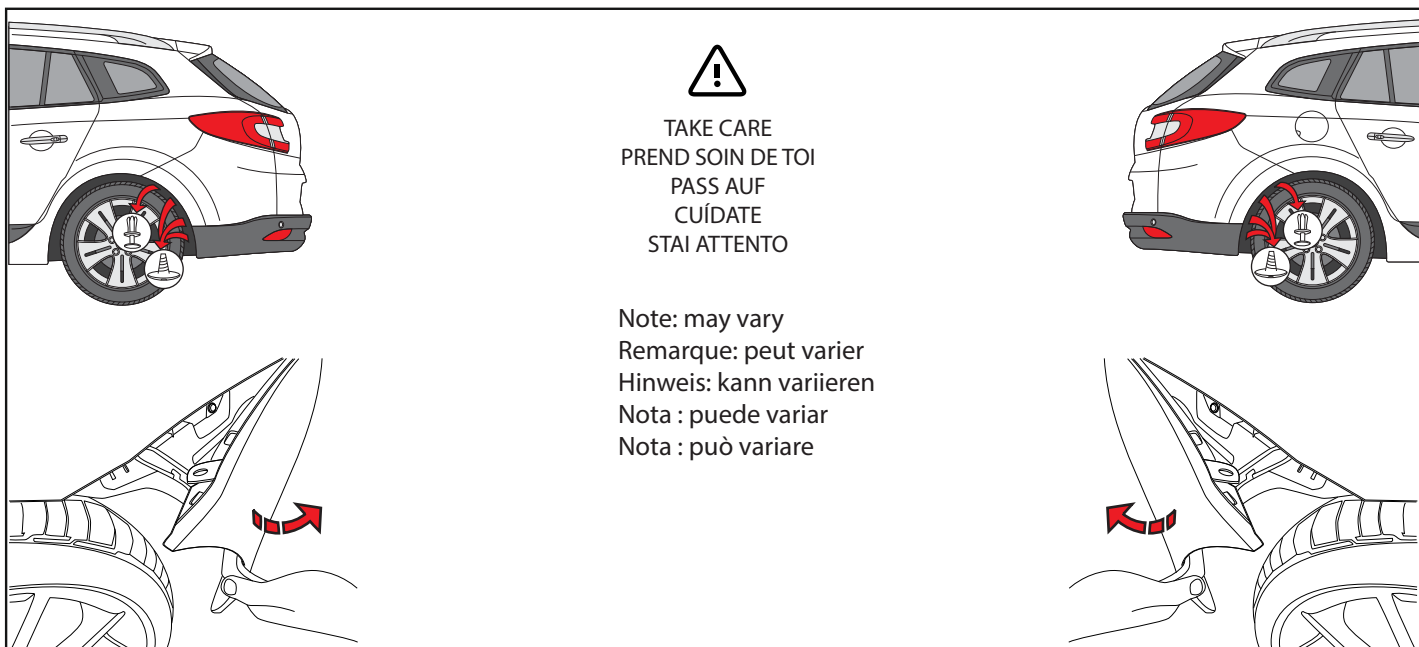 TAKE CARE
PREND SOIN DE TOI
PASS AUF
CUÍDATE
STAI ATTENTO
Note: may vary
Remarque: peut varier
Hinweis: kann variieren
Nota : puede variar
Nota : può variare